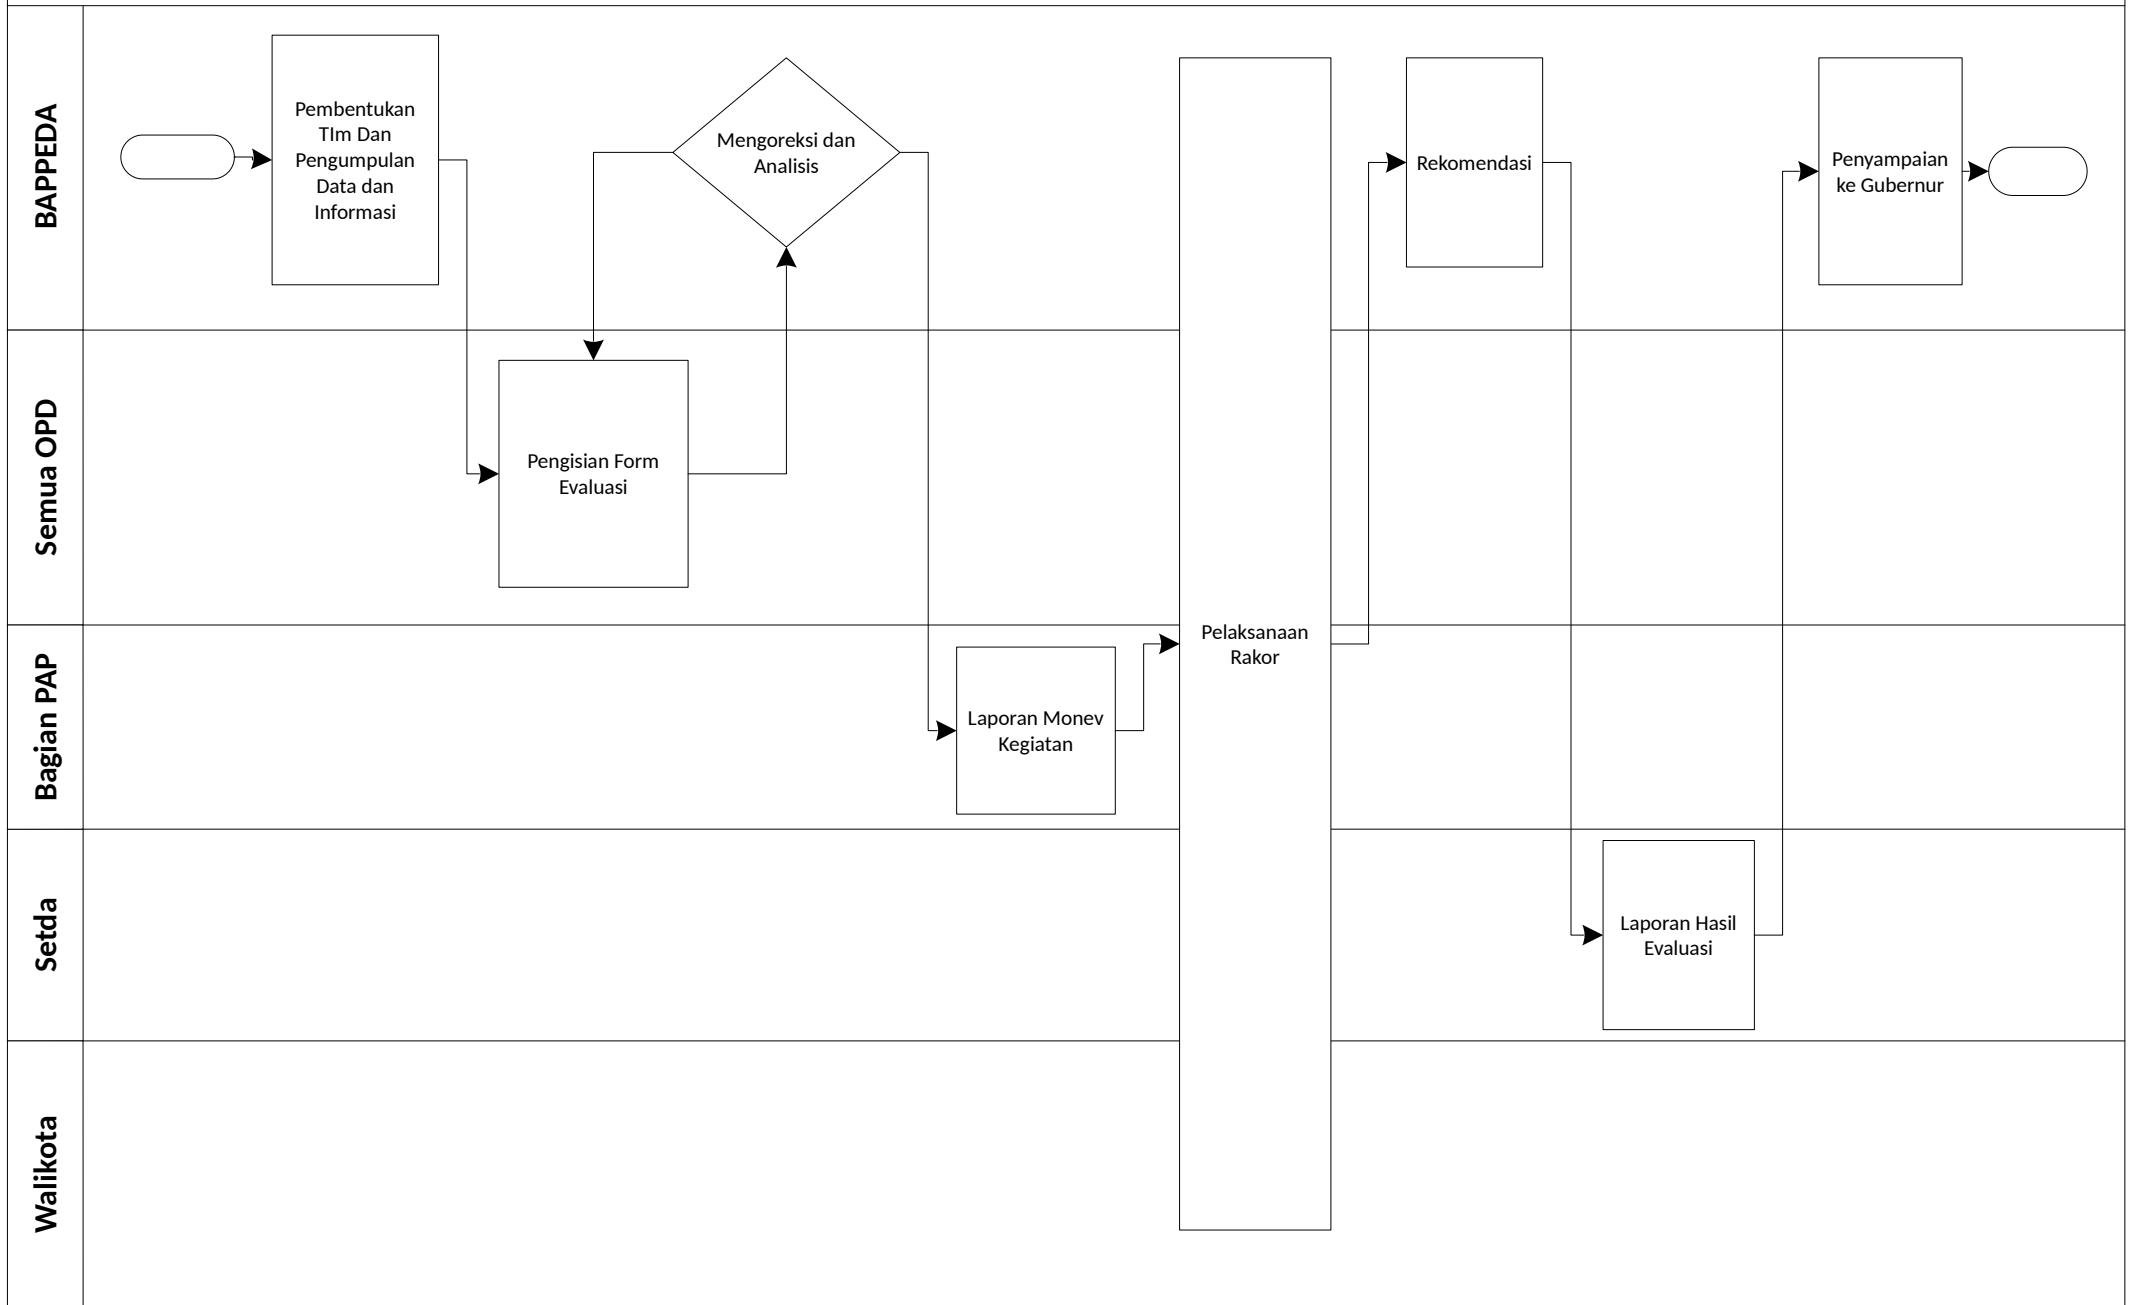 BAPPEDA
Pembentukan
TIm Dan
Pengumpulan
Data dan
Informasi
Mengoreksi dan
Analisis
Rekomendasi
Penyampaian
ke Gubernur
Semua OPD
Pengisian Form
Evaluasi
Pelaksanaan
Rakor
Bagian PAP
Laporan Monev
Kegiatan
Setda
Laporan Hasil
Evaluasi
Walikota